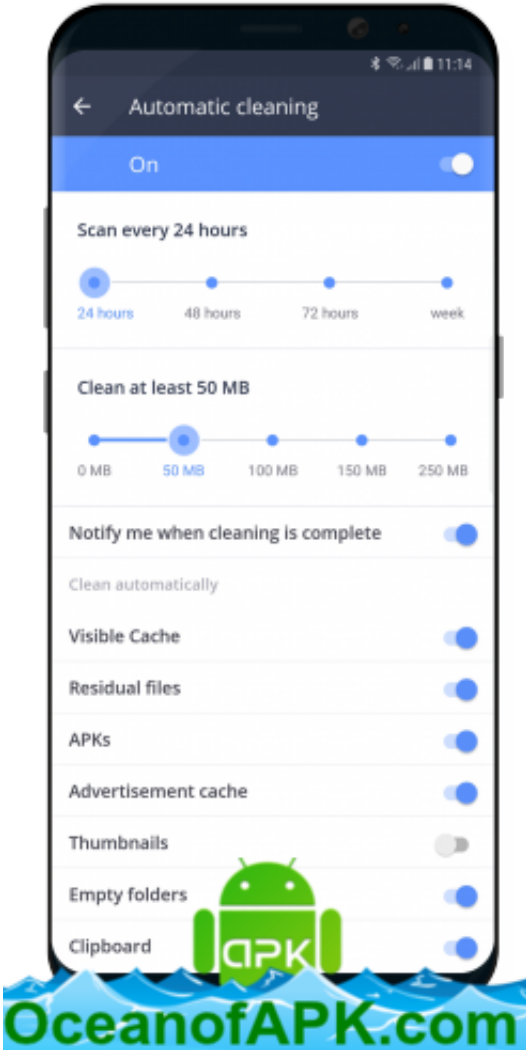 11:14
Automatic cleaning
On
Scan every 24 hours
24 hours 48 hours 72 hours week
Clean at least 50 MB
0 MB 50 MB 100 MB 150 MB 250 MB
Notify me when cleaning is complete
Clean automatically
Visible Cache
Residual files
APKs
Advertisement cache
Thumbnails
Empty folders
Clipboard
APK
OceanofAPK.com